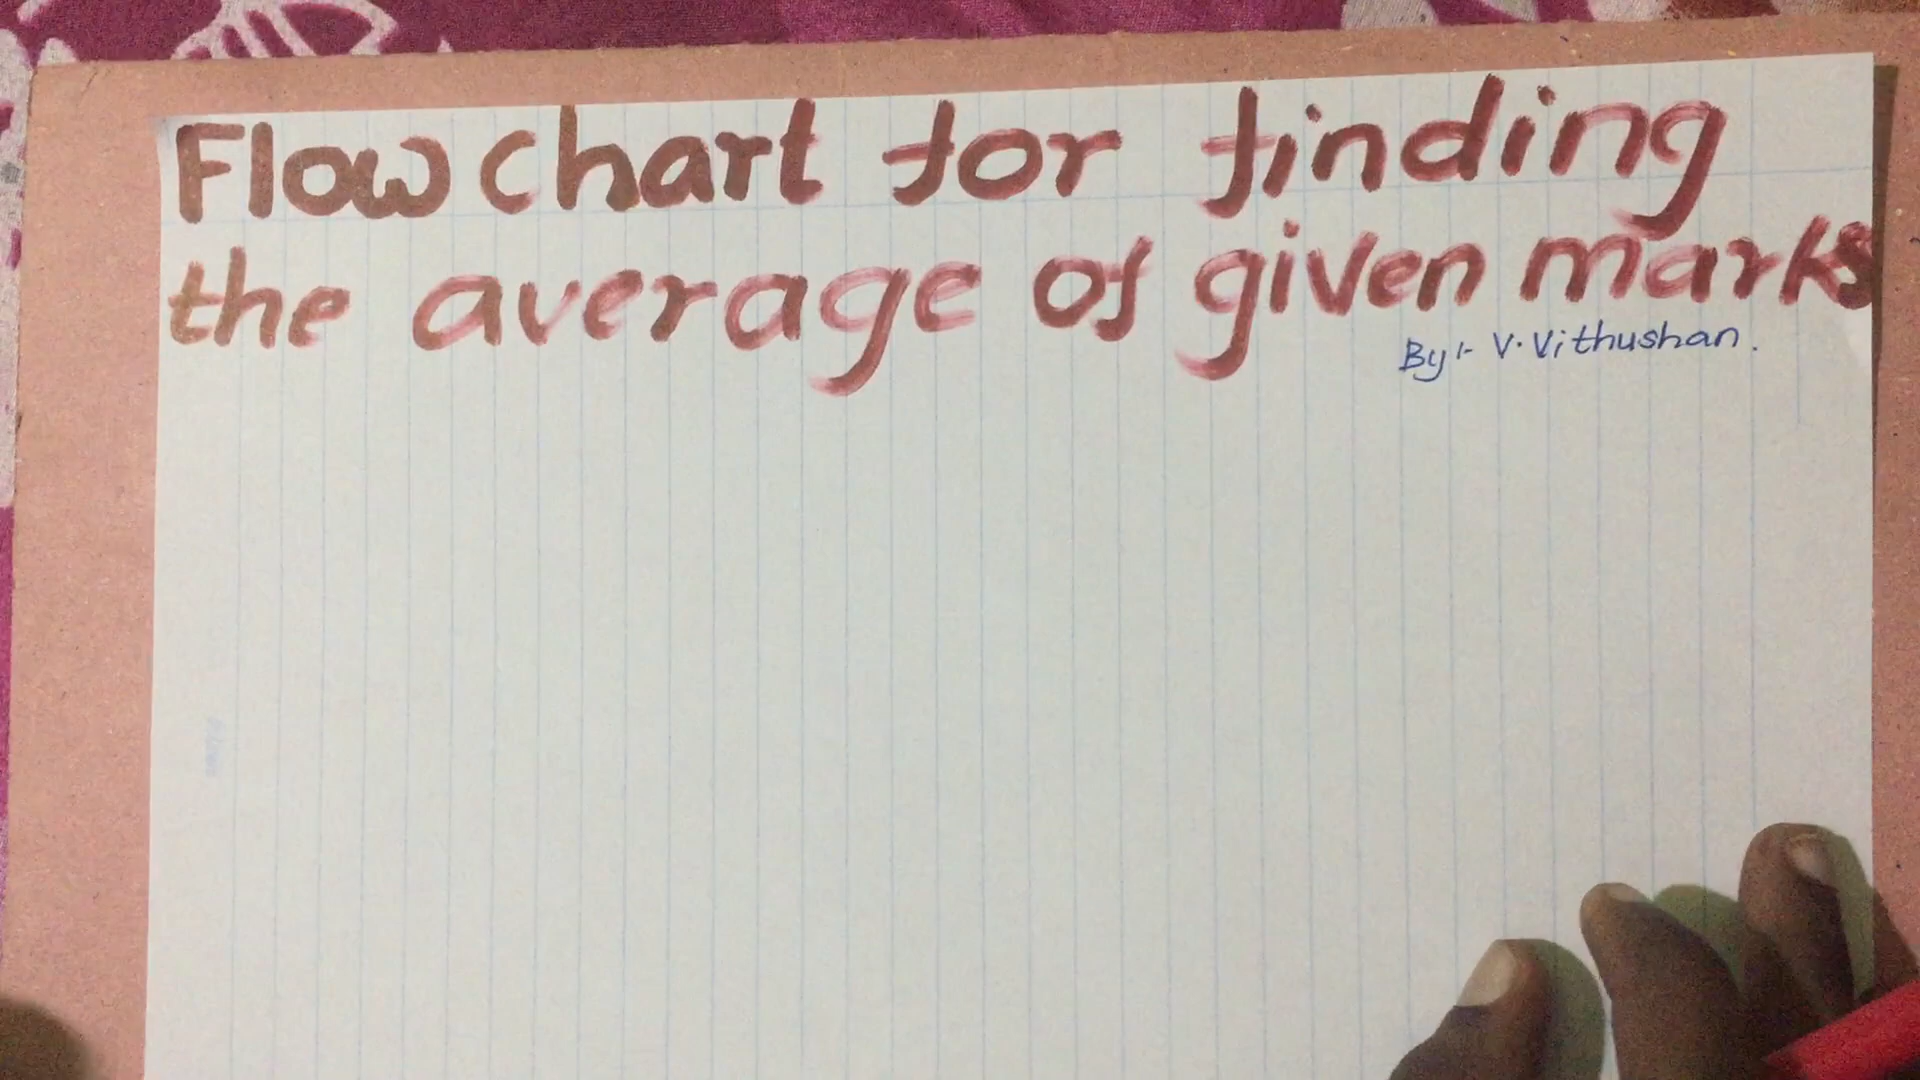 Flow chart for finding
the average of given marks
By:- V. Vithushan.